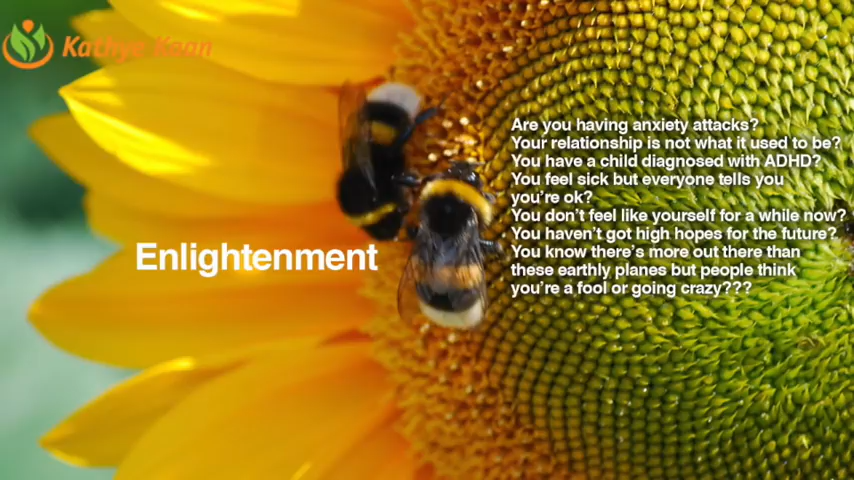 Kathye Kaan
Enlightenment
Are you having anxiety attacks?
Your relationship is not what it used to be?
You have a child diagnosed with ADHD?
You feel sick but everyone tells you
you're ok?
You don't feel like yourself for a while now?
You haven't got high hopes for the future?
You know there's more out there than
these earthly planes but people think
you're a fool or going crazy???